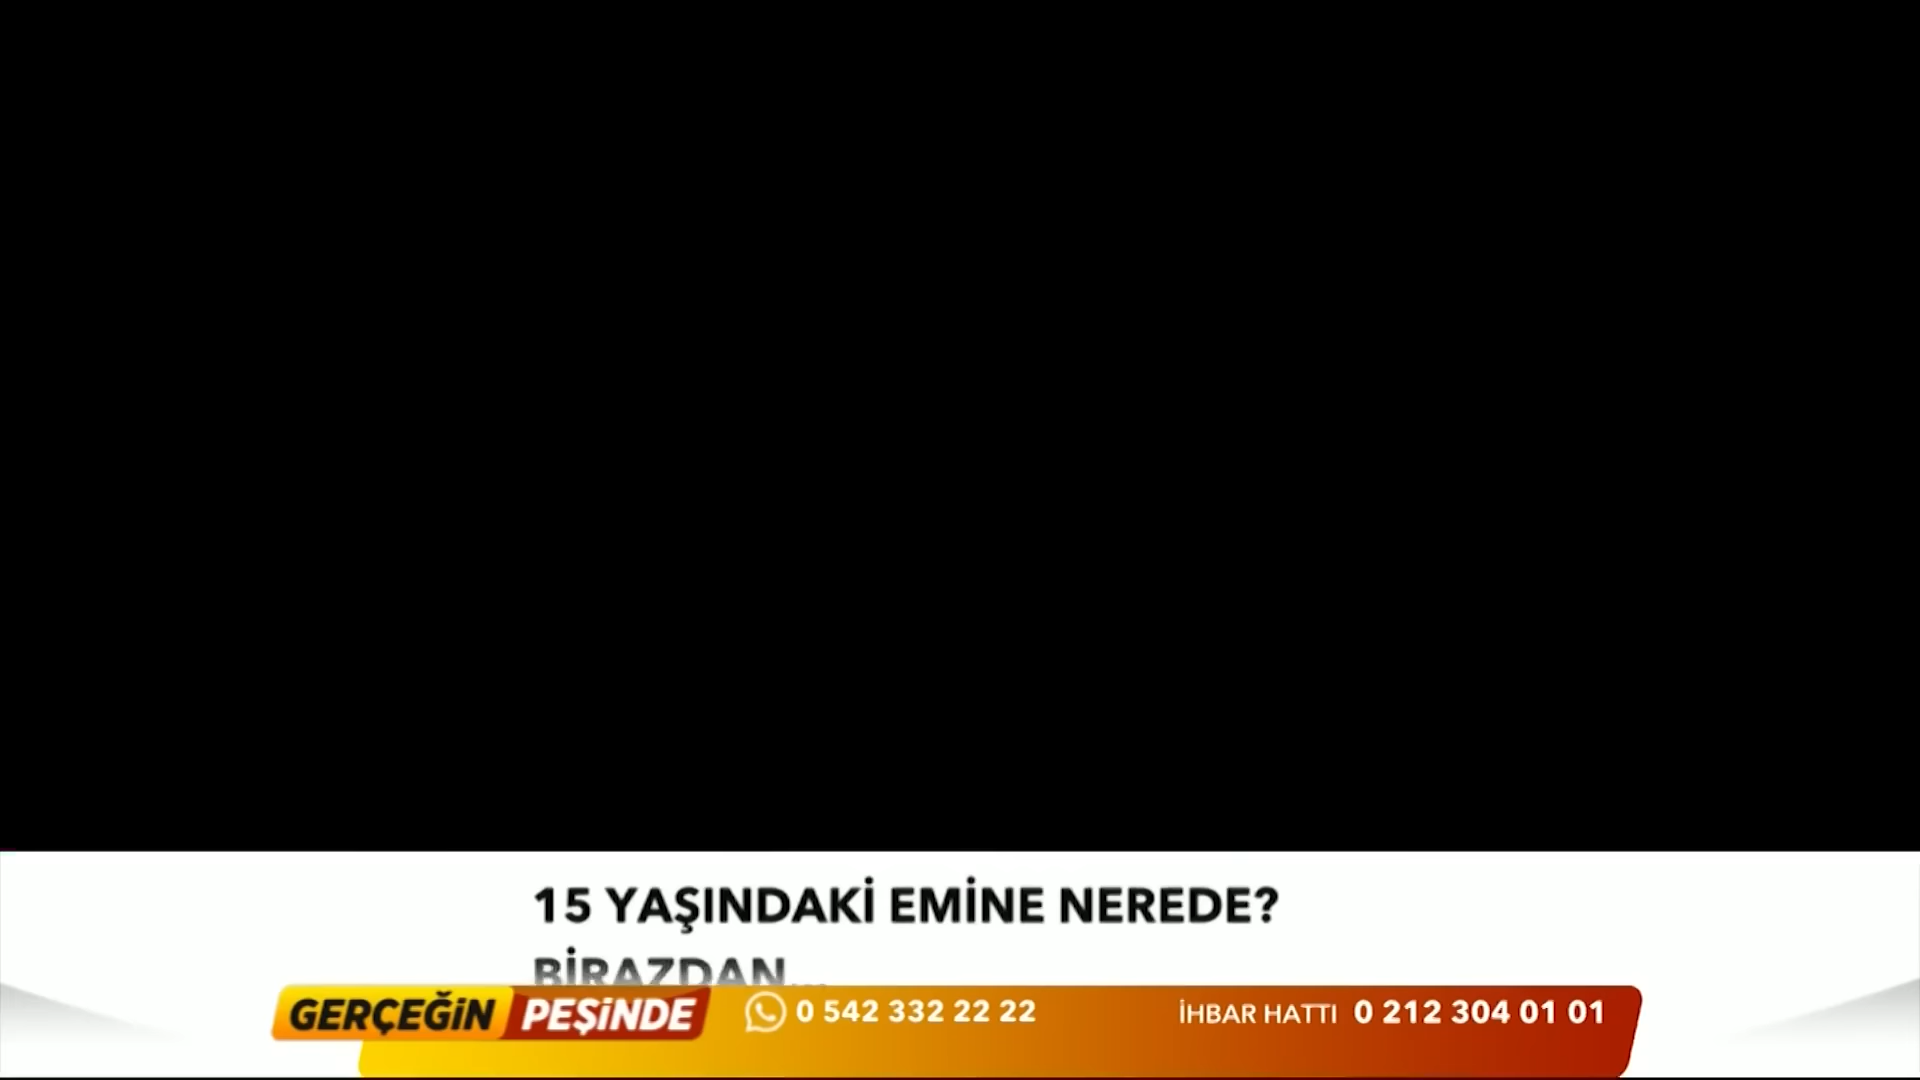 15 YAŞINDAKİ EMİNE NEREDE?
BİRAZDAN...
GERÇEĞİN PEŞİNDE 0 542 332 22 22 İHBAR HATTI 0 212 304 01 01